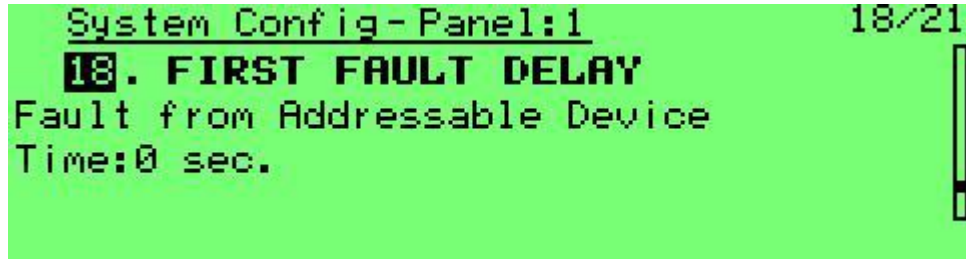 System Config-Panel:1 18/21
18. FIRST FAULT DELAY
Fault from Addressable Device
Time:0 sec.